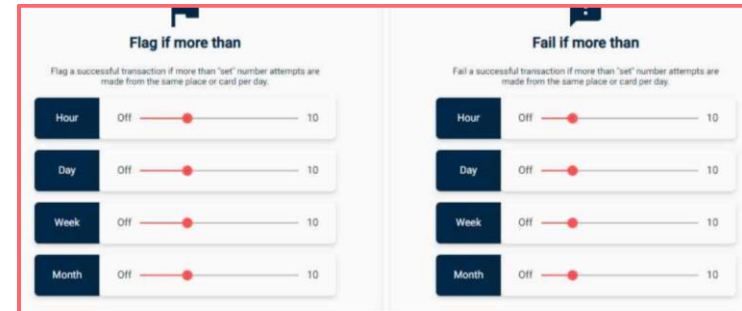 Flag if more than
Flag a successful transaction if more than "set" number attempts are
made from the same place or card per day.
Hour Off 10
Day Off 10
Week Off 10
Month Off 10
Fail if more than
Fail a successful transaction if more than "set" number attempts are
made from the same place or card per day.
Hour Off 10
Day Off 10
Week Off 10
Month Off 10